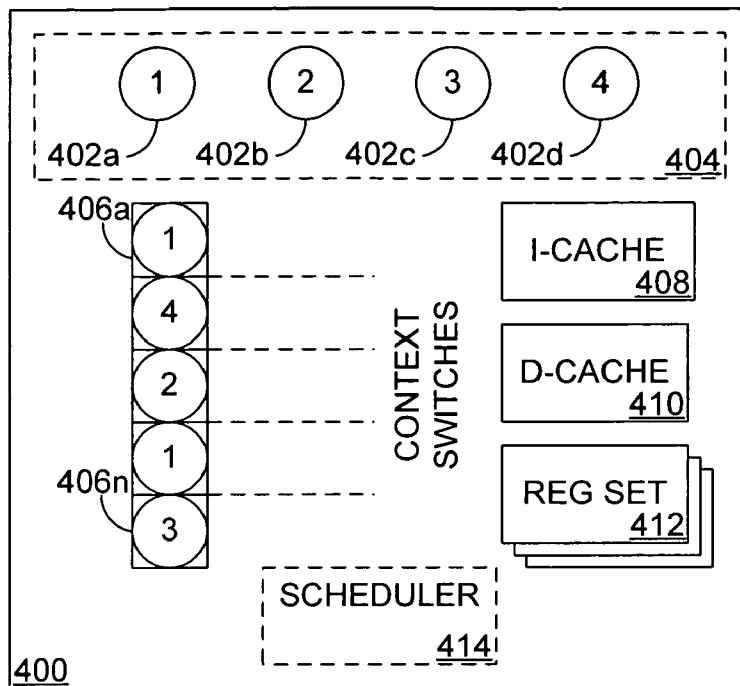 1 2 3 4
402a 402b 402c 402d
404
406a
1
4
2
1
3
406n
CONTEXT
SWITCHES
I-CACHE
408
D-CACHE
410
REG SET
412
SCHEDULER
414
400